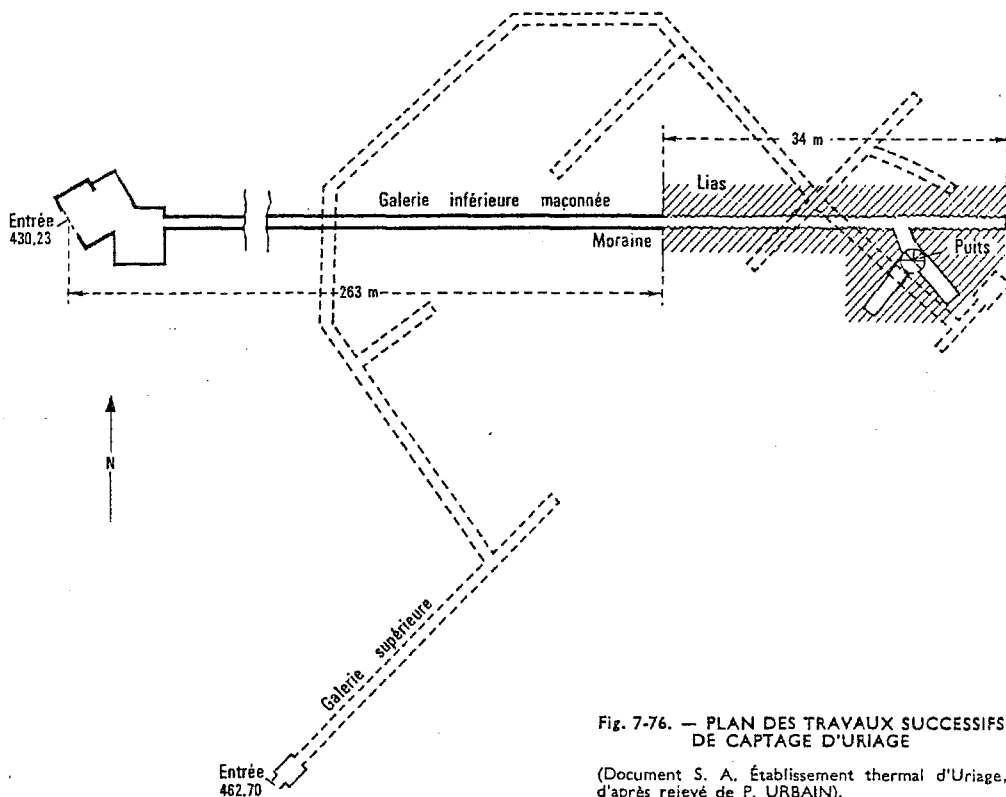 34 m
Lias
Entrée
430,23
Galerie inférieure maçonnée
Moraine
Puits
263 m
N
Galerie supérieure
Entrée
462,70
Fig. 7-76. — PLAN DES TRAVAUX SUCCESSIFS
DE CAPTAGE D'URIAGE
(Document S. A. Établissement thermal d'Uriage,
d'après relevé de P. URBAIN).